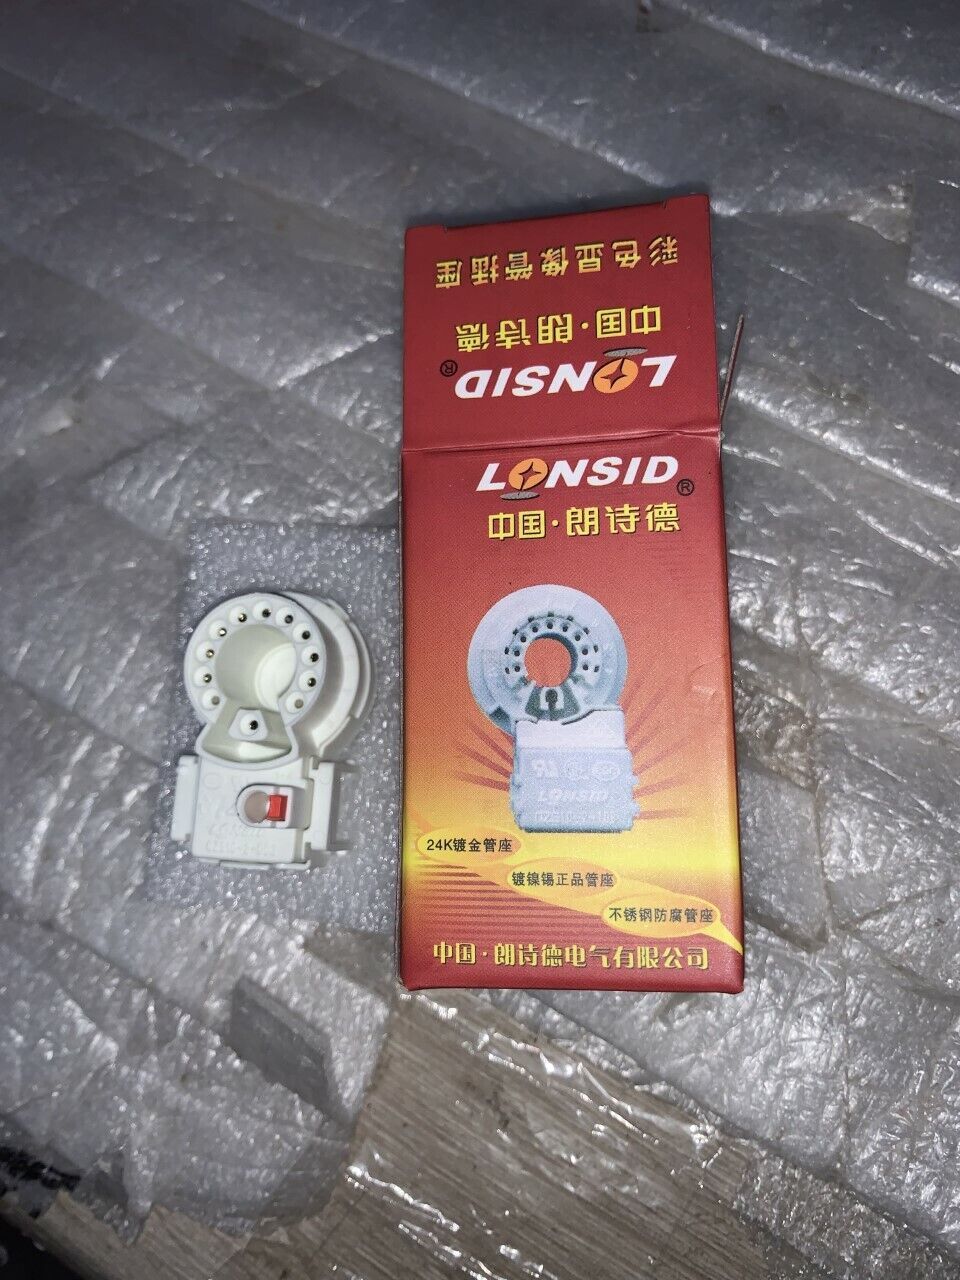 彩色显像管插座
中国·朗诗德
LONSID®
LONSID®
中国·朗诗德
LONSID
24K镀金管座
镀镍锡正品管座
不锈钢防腐管座
中国·朗诗德电气有限公司
LONSID